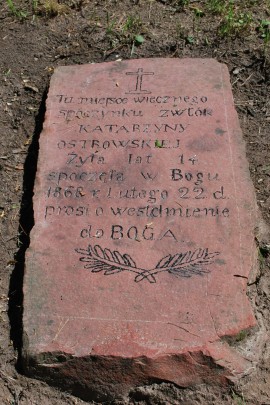 Tu miejsce wiecznego
spoczynku zwłok
KATARZYNY
OSTROWSKIEJ
Żyła lat 14
spoczęła w Bogu
1868 r. Lutego 22 d
prosi o westchnienie
do BOGA